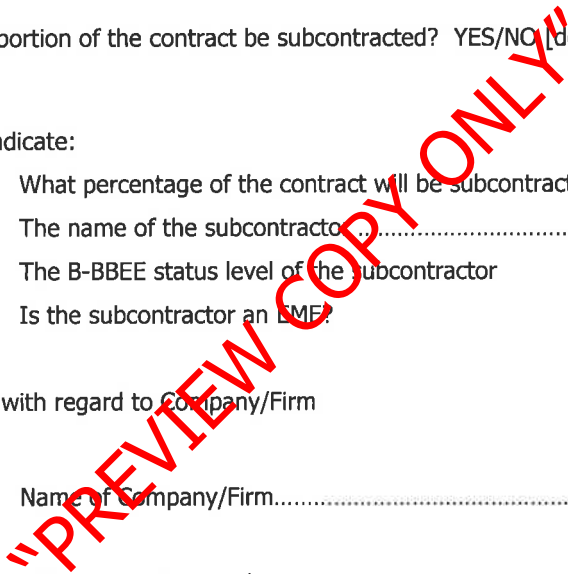 portion of the contract be subcontracted? YES/NO [d
ndicate:
What percentage of the contract will be subcontract
The name of the subcontractor ..............................
The B-BBEE status level of the subcontractor
Is the subcontractor an EME?
with regard to Company/Firm
Name of Company/Firm..................................................
"PREVIEW COPY ONLY"